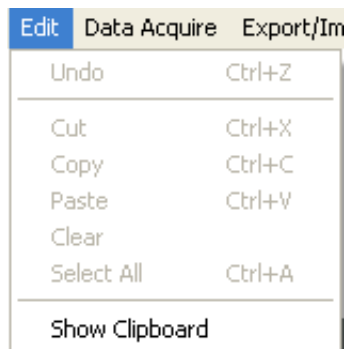 Edit Data Acquire Export/Im
Undo Ctrl+Z
Cut Ctrl+X
Copy Ctrl+C
Paste Ctrl+V
Clear
Select All Ctrl+A
Show Clipboard